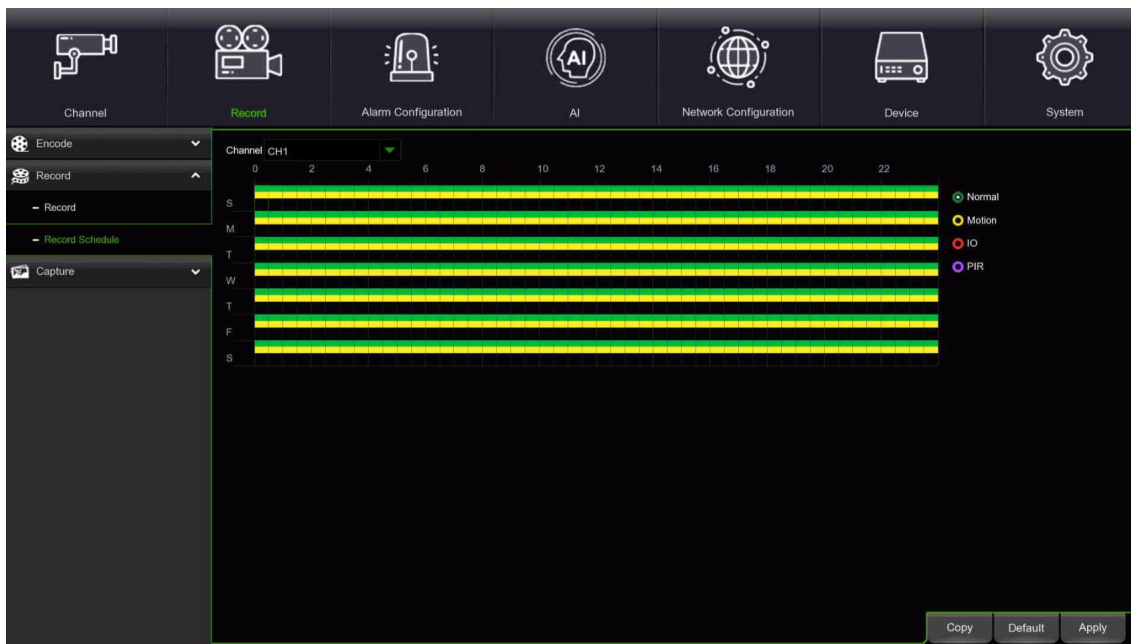 AI
Channel Record Alarm Configuration AI Network Configuration Device System
Encode
Record
- Record
- Record Schedule
Capture
Channel CH1
0 2 4 6 8 10 12 14 16 18 20 22
S
M
T
W
T
F
S
Normal
Motion
IO
PIR
Copy Default Apply